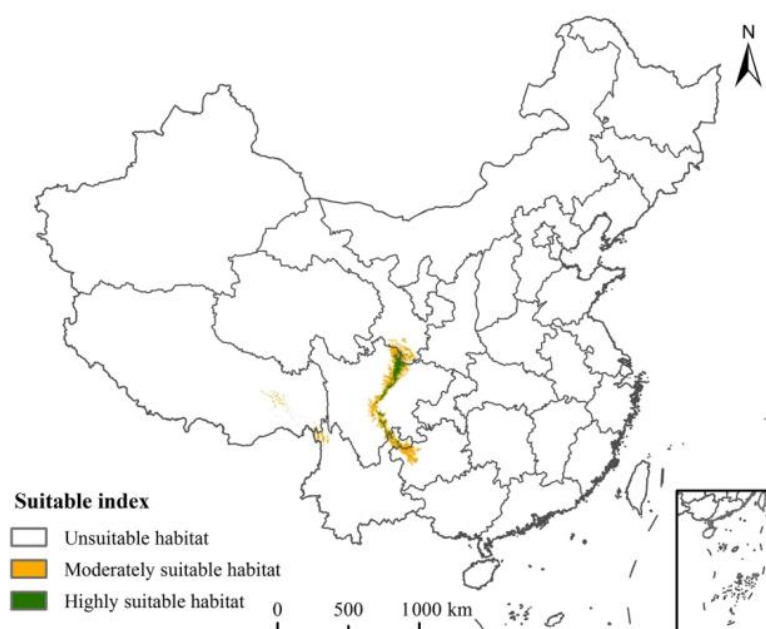 N
Suitable index
Unsuitable habitat
Moderately suitable habitat
Highly suitable habitat
0 500 1000 km